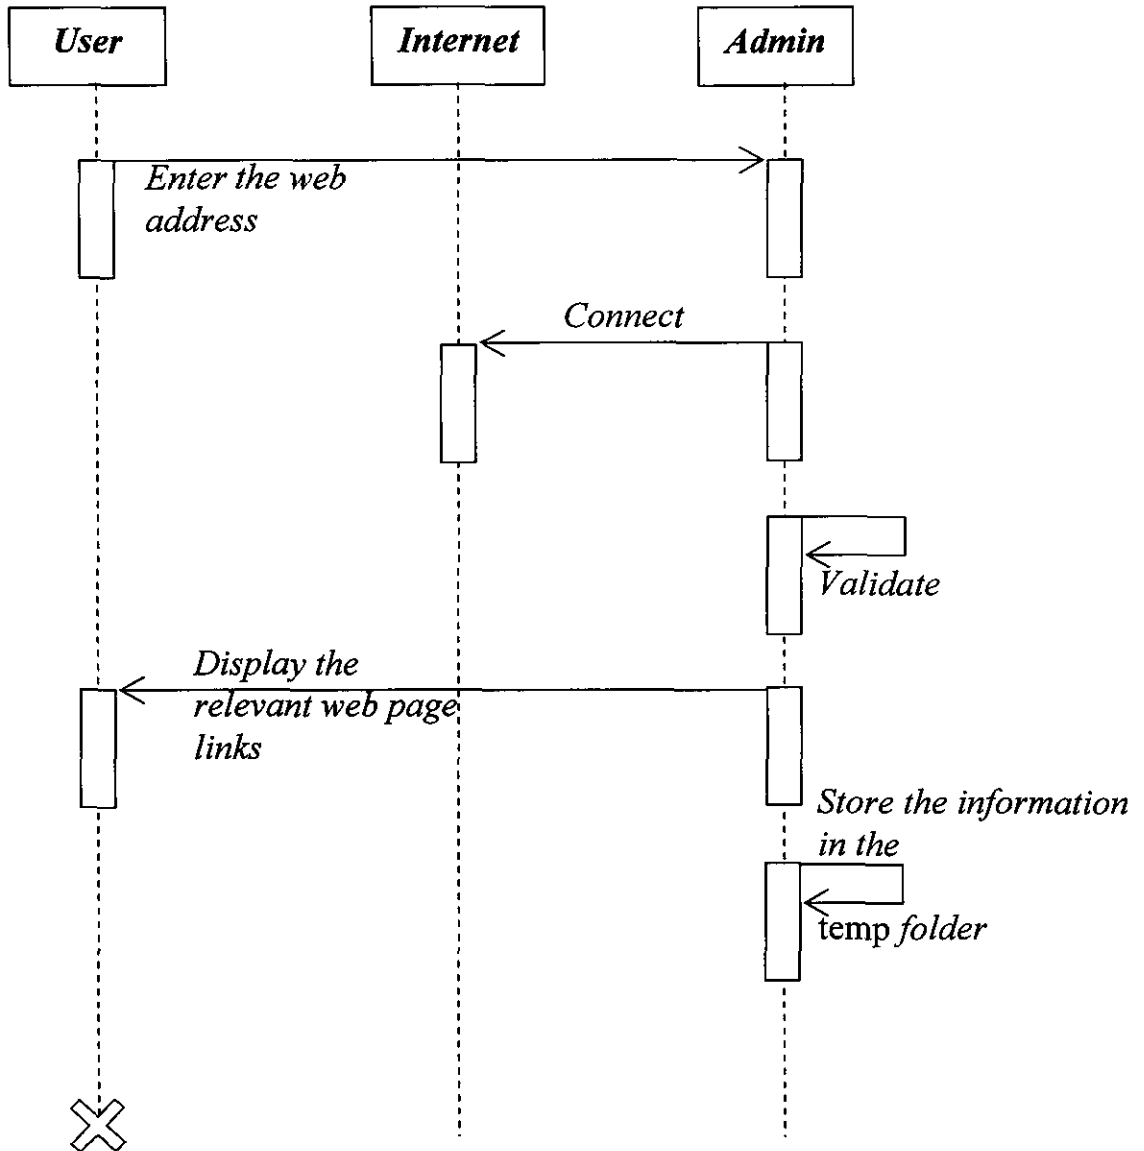 User
Internet
Admin
Enter the web
address
Connect
Validate
Display the
relevant web page
links
Store the information
in the
temp folder